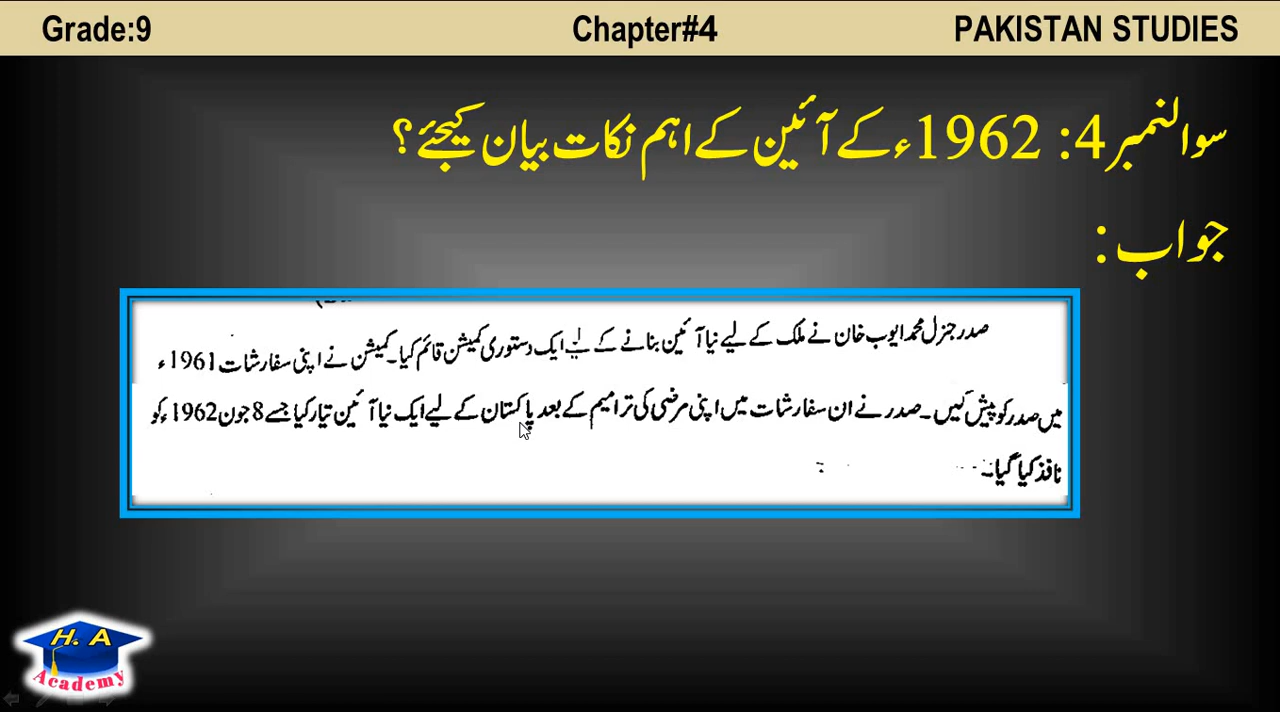 Grade:9 Chapter#4 PAKISTAN STUDIES
سوالنمبر4: 1962ء کے آئین کے اہم نکات بیان کیجئے؟
جواب:
صدر جنرل محمد ایوب خان نے ملک کے لیے نیا آئین بنانے کے لیے ایک دستوری کمیشن قائم کیا۔ کمیشن نے اپنی سفارشات 1961ء
میں صدر کو پیش کیں۔ صدر نے ان سفارشات میں اپنی مرضی کی ترامیم کے بعد پاکستان کے لیے ایک نیا آئین تیار کیا جسے 8 جون 1962ء کو
نافذ کیا گیا۔
H. A
Academy